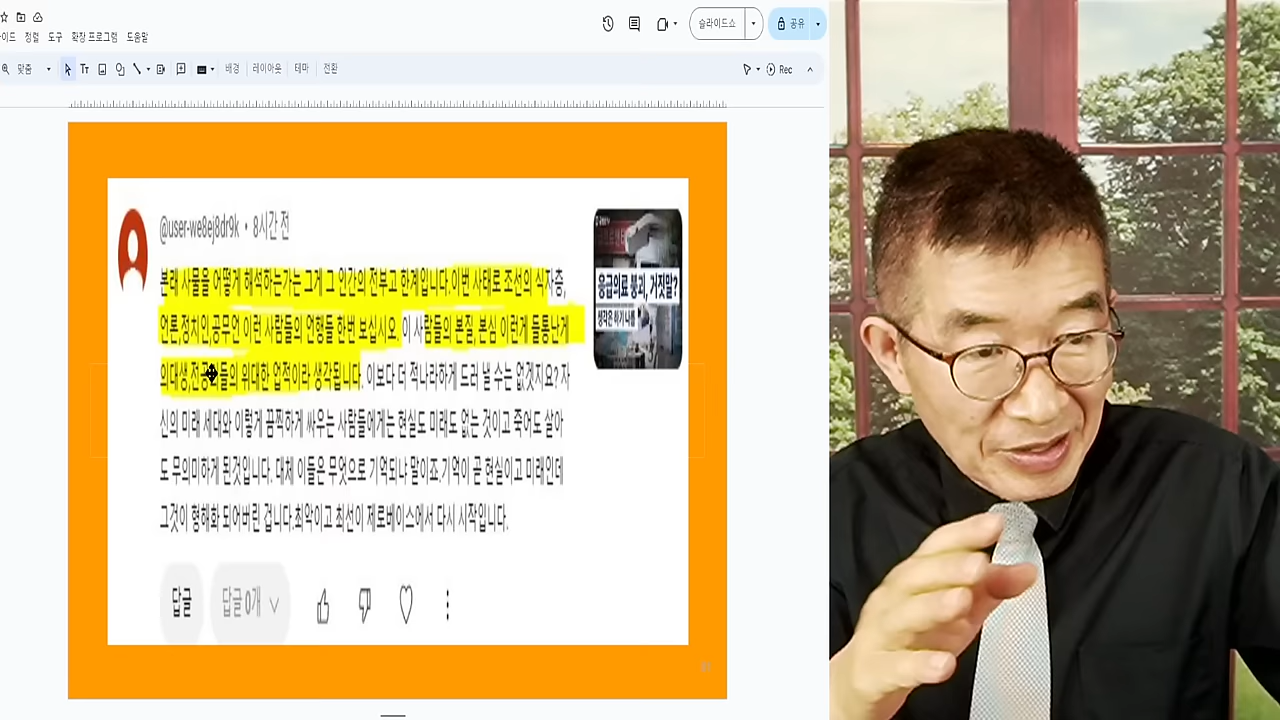 이드 정렬 도구 확장 프로그램 도움말
슬라이드쇼
공유
맞춤
배경 레이아웃 테마 전환
Rec
@user-we8ej8dr9k • 8시간 전
본래 사물을 어떻게 해석하는가는 그게 그 인간의 전부고 한계입니다.이번 사태로 조선의 식자층,
언론,정치인,공무언 이런 사람들의 언행들 한번 보십시오. 이 사람들의 본질, 본심 이런게 들통난게
의대생,전공의들의 위대한 업적이라 생각됩니다. 이보다 더 적나라하게 드러 낼 수는 없겠지요? 자
신의 미래 세대와 이렇게 끔찍하게 싸우는 사람들에게는 현실도 미래도 없는 것이고 죽어도 살아
도 무의미하게 된것입니다. 대체 이들은 무엇으로 기억되나 말이죠.기억이 곧 현실이고 미래인데
그것이 형해화 되어버린 겁니다.최악이고 최선이 제로베이스에서 다시 시작입니다.
응급의료 붕괴, 거짓말?
답글
답글 0개